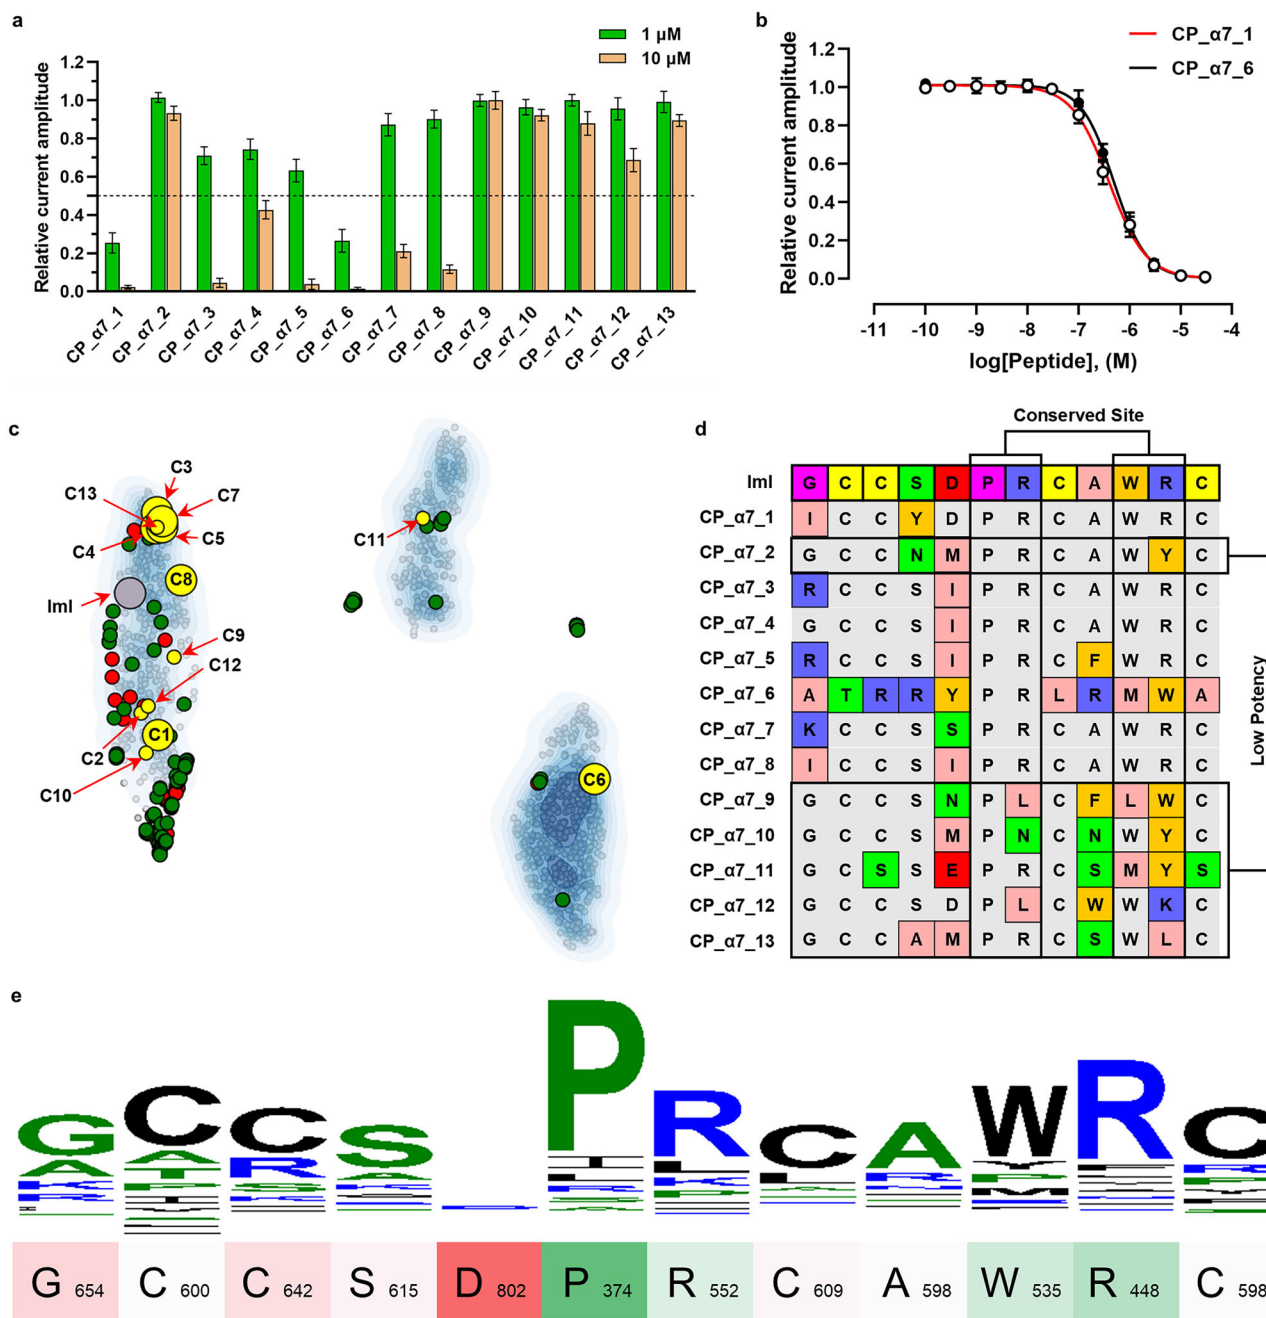 a
1 µM
10 µM
Relative current amplitude
1.2
1.0
0.8
0.6
0.4
0.2
0.0
CP_α7_1
CP_α7_2
CP_α7_3
CP_α7_4
CP_α7_5
CP_α7_6
CP_α7_7
CP_α7_8
CP_α7_9
CP_α7_10
CP_α7_11
CP_α7_12
CP_α7_13
b
CP_α7_1
CP_α7_6
Relative current amplitude
1.2
1.0
0.8
0.6
0.4
0.2
0.0
-11 -10 -9 -8 -7 -6 -5 -4
log[Peptide], (M)
c
C3
C13
C7
C4
C5
C8
ImI
C9
C12
C1
C2
C10
C11
C6
d
Conserved Site
ImI G C C S D P R C A W R C
CP_α7_1 I C C Y D P R C A W R C
CP_α7_2 G C C N M P R C A W Y C
CP_α7_3 R C C S I P R C A W R C
CP_α7_4 G C C S I P R C A W R C
CP_α7_5 R C C S I P R C F W R C
CP_α7_6 A T R R Y P R L R M W A
CP_α7_7 K C C S S P R C A W R C
CP_α7_8 I C C S I P R C A W R C
CP_α7_9 G C C S N P L C F L W C
CP_α7_10 G C C S M P N C N W Y C
CP_α7_11 G C S S E P R C S M Y S
CP_α7_12 G C C S D P L C W W K C
CP_α7_13 G C C A M P R C S W L C
Low Potency
e
G C C S P R C A W R C
G 654 C 600 C 642 S 615 D 802 P 374 R 552 C 609 A 598 W 535 R 448 C 598